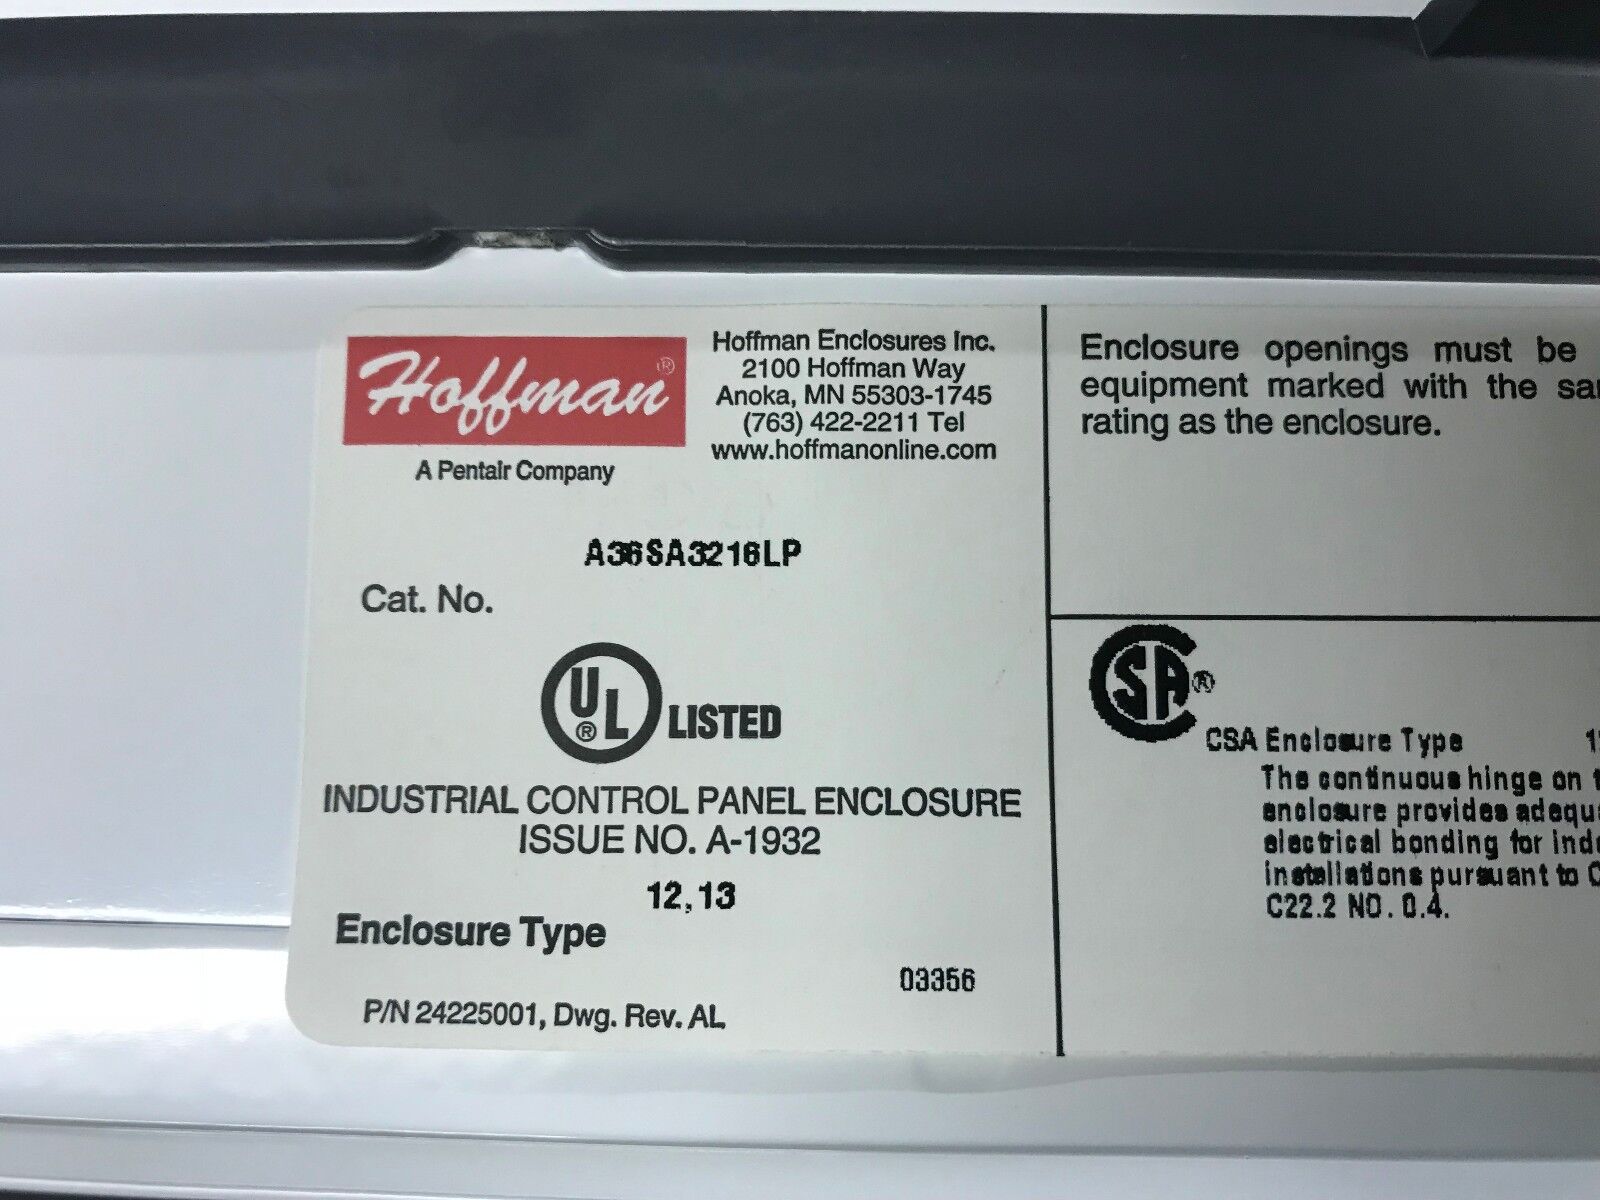 Hoffman®
A Pentair Company
Hoffman Enclosures Inc.
2100 Hoffman Way
Anoka, MN 55303-1745
(763) 422-2211 Tel
www.hoffmanonline.com
A36SA3216LP
Cat. No.
UL® LISTED
INDUSTRIAL CONTROL PANEL ENCLOSURE
ISSUE NO. A-1932
12,13
Enclosure Type
03356
P/N 24225001, Dwg. Rev. AL
Enclosure openings must be
equipment marked with the
rating as the enclosure.
CSA®
CSA Enclosure Type
The continuous hinge on
enclosure provides
electrical bonding for
installations pursuant to
C22.2 NO. 0.4.